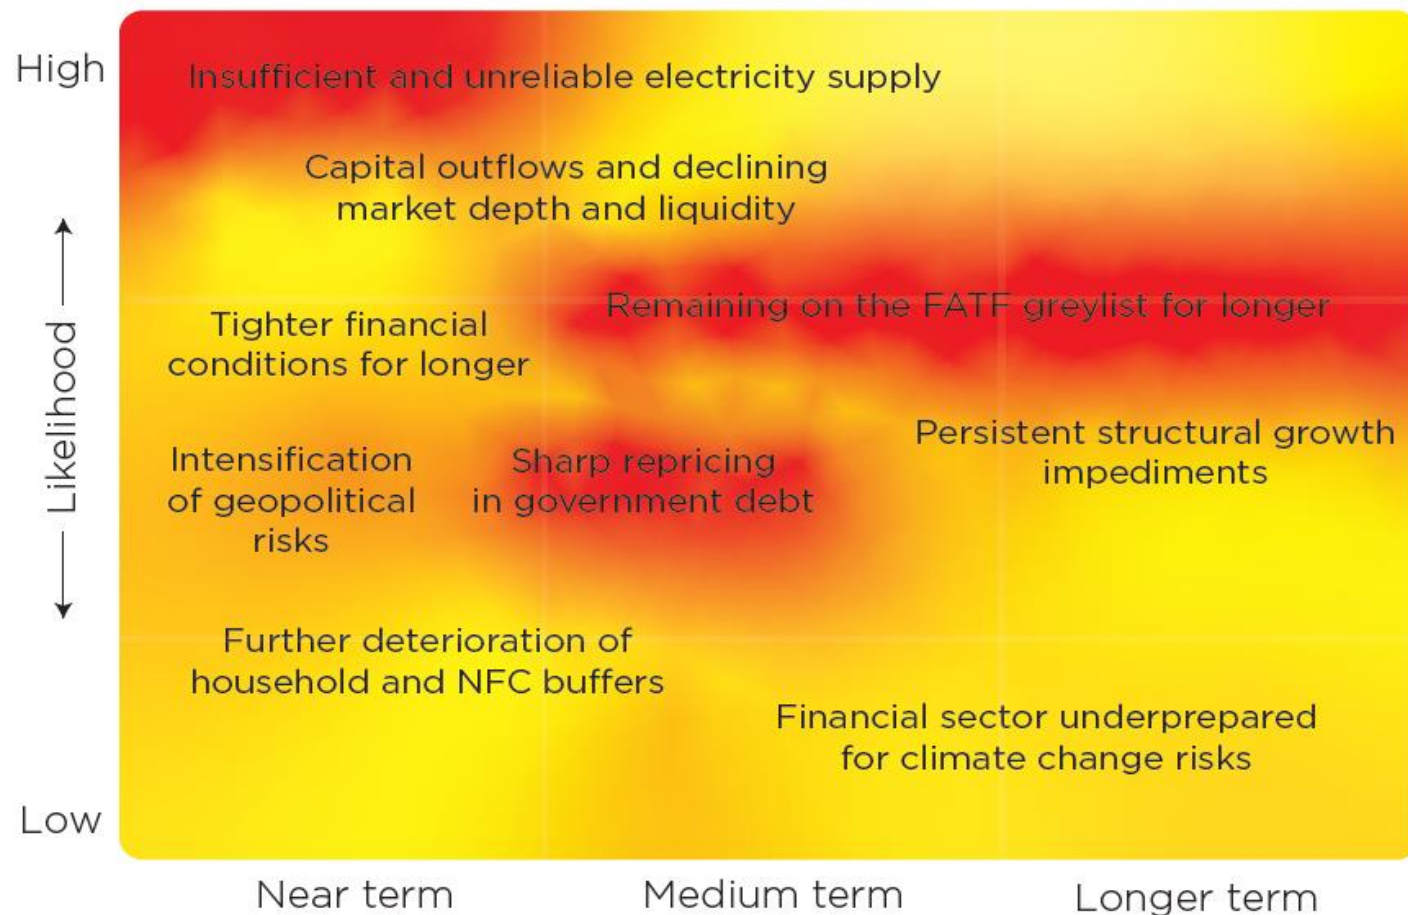 High
Insufficient and unreliable electricity supply
Capital outflows and declining
market depth and liquidity
Likelihood
Remaining on the FATF greylist for longer
Tighter financial
conditions for longer
Persistent structural growth
impediments
Intensification
of geopolitical
risks
Sharp repricing
in government debt
Further deterioration of
household and NFC buffers
Financial sector underprepared
for climate change risks
Low
Near term
Medium term
Longer term